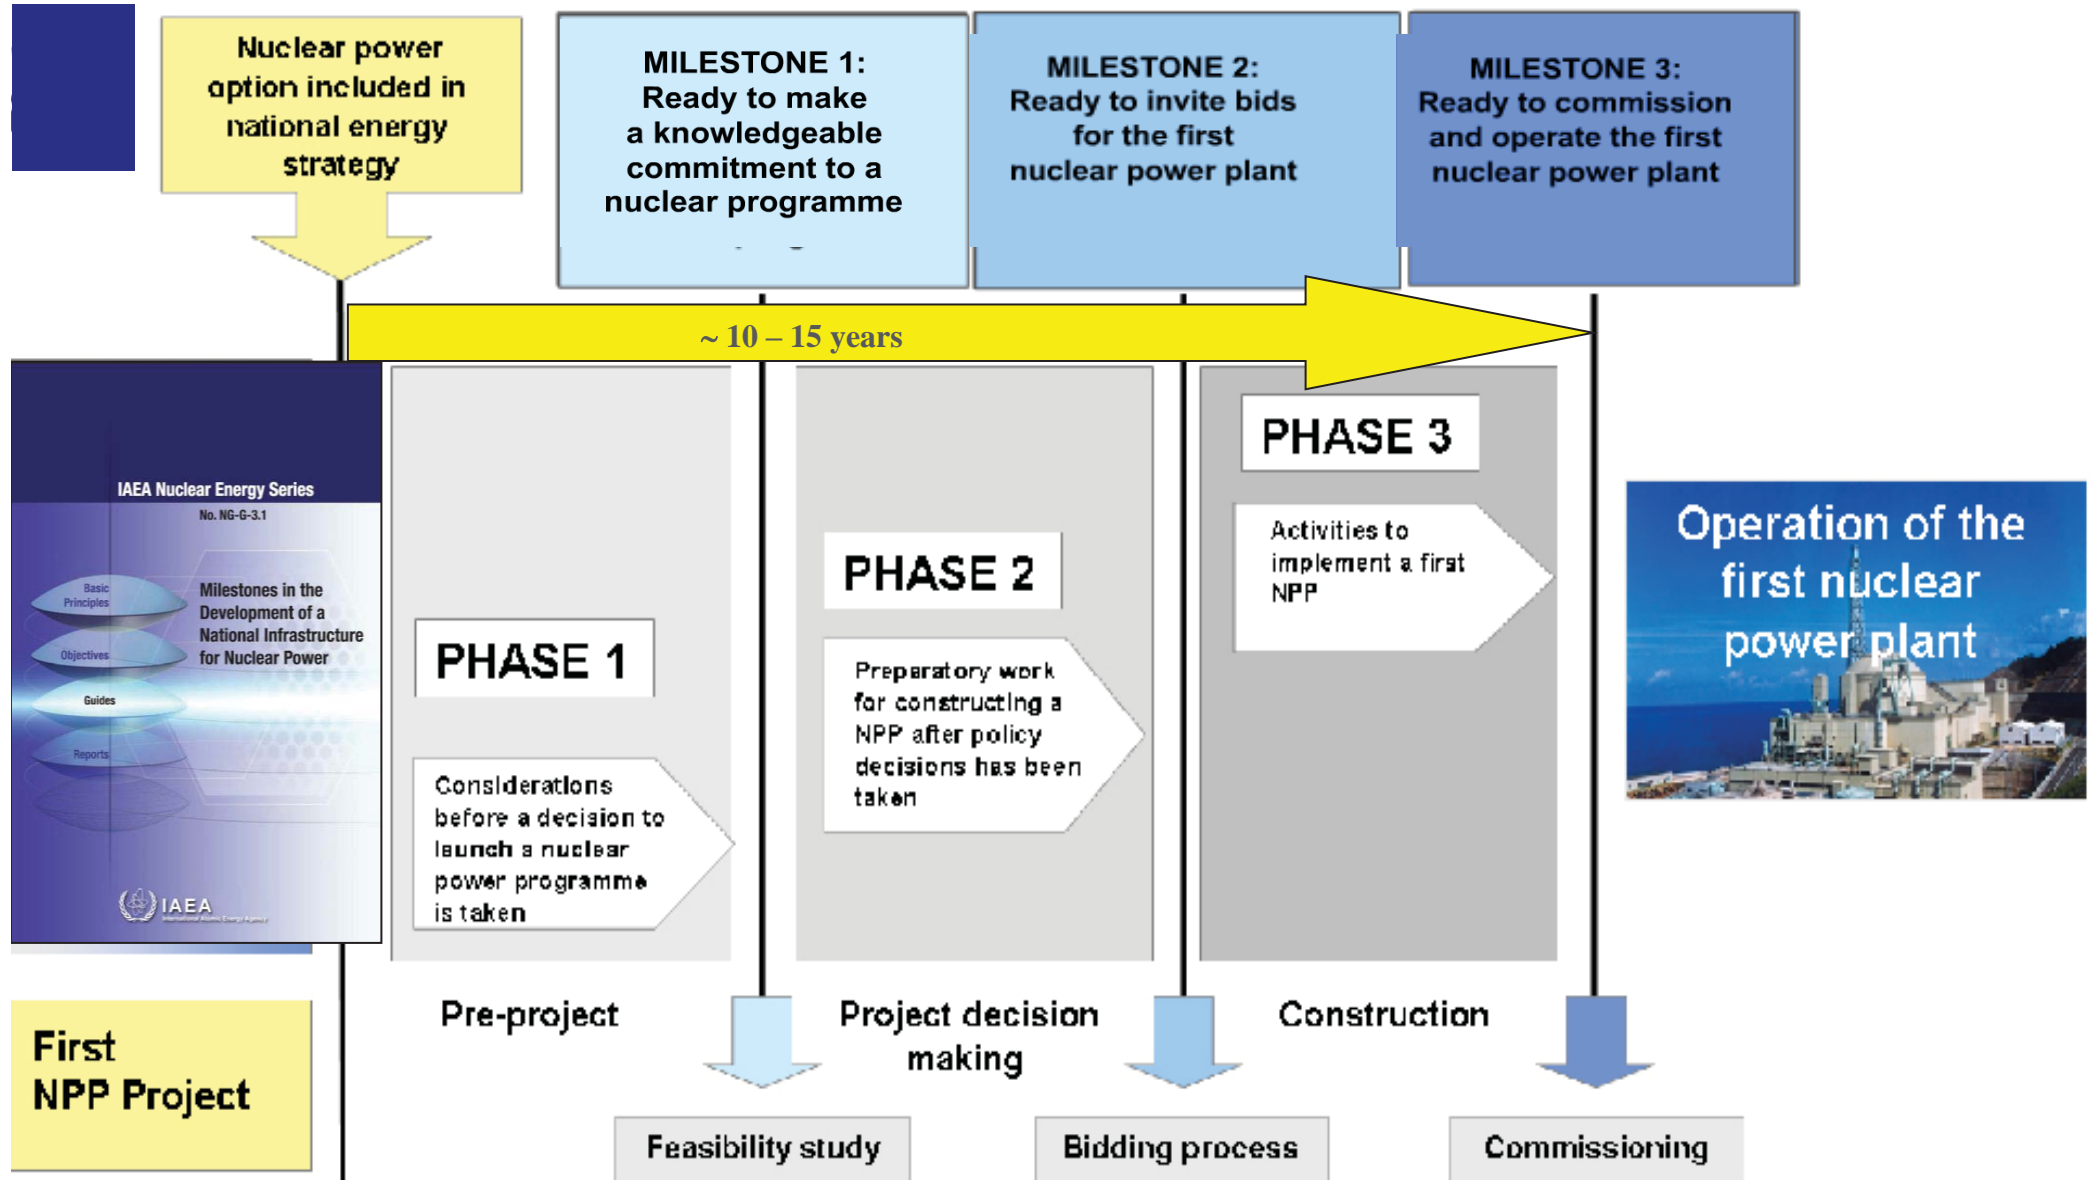 Nuclear power
option included in
national energy
strategy
MILESTONE 1:
Ready to make
a knowledgeable
commitment to a
nuclear programme
MILESTONE 2:
Ready to invite bids
for the first
nuclear power plant
MILESTONE 3:
Ready to commission
and operate the first
nuclear power plant
~ 10 – 15 years
IAEA Nuclear Energy Series
No. NG-G-3.1
Basic
Principles
Objectives
Guides
Reports
Milestones in the
Development of a
National Infrastructure
for Nuclear Power
IAEA
International Atomic Energy Agency
PHASE 1
Considerations
before a decision to
launch a nuclear
power programme
is taken
PHASE 2
Preparatory work
for constructing a
NPP after policy
decisions has been
taken
PHASE 3
Activities to
implement a first
NPP
Operation of the
first nuclear
power plant
Pre-project
Project decision
making
Construction
First
NPP Project
Feasibility study
Bidding process
Commissioning